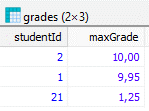 grades (2×3)
studentId maxGrade
2 10,00
1 9,95
21 1,25